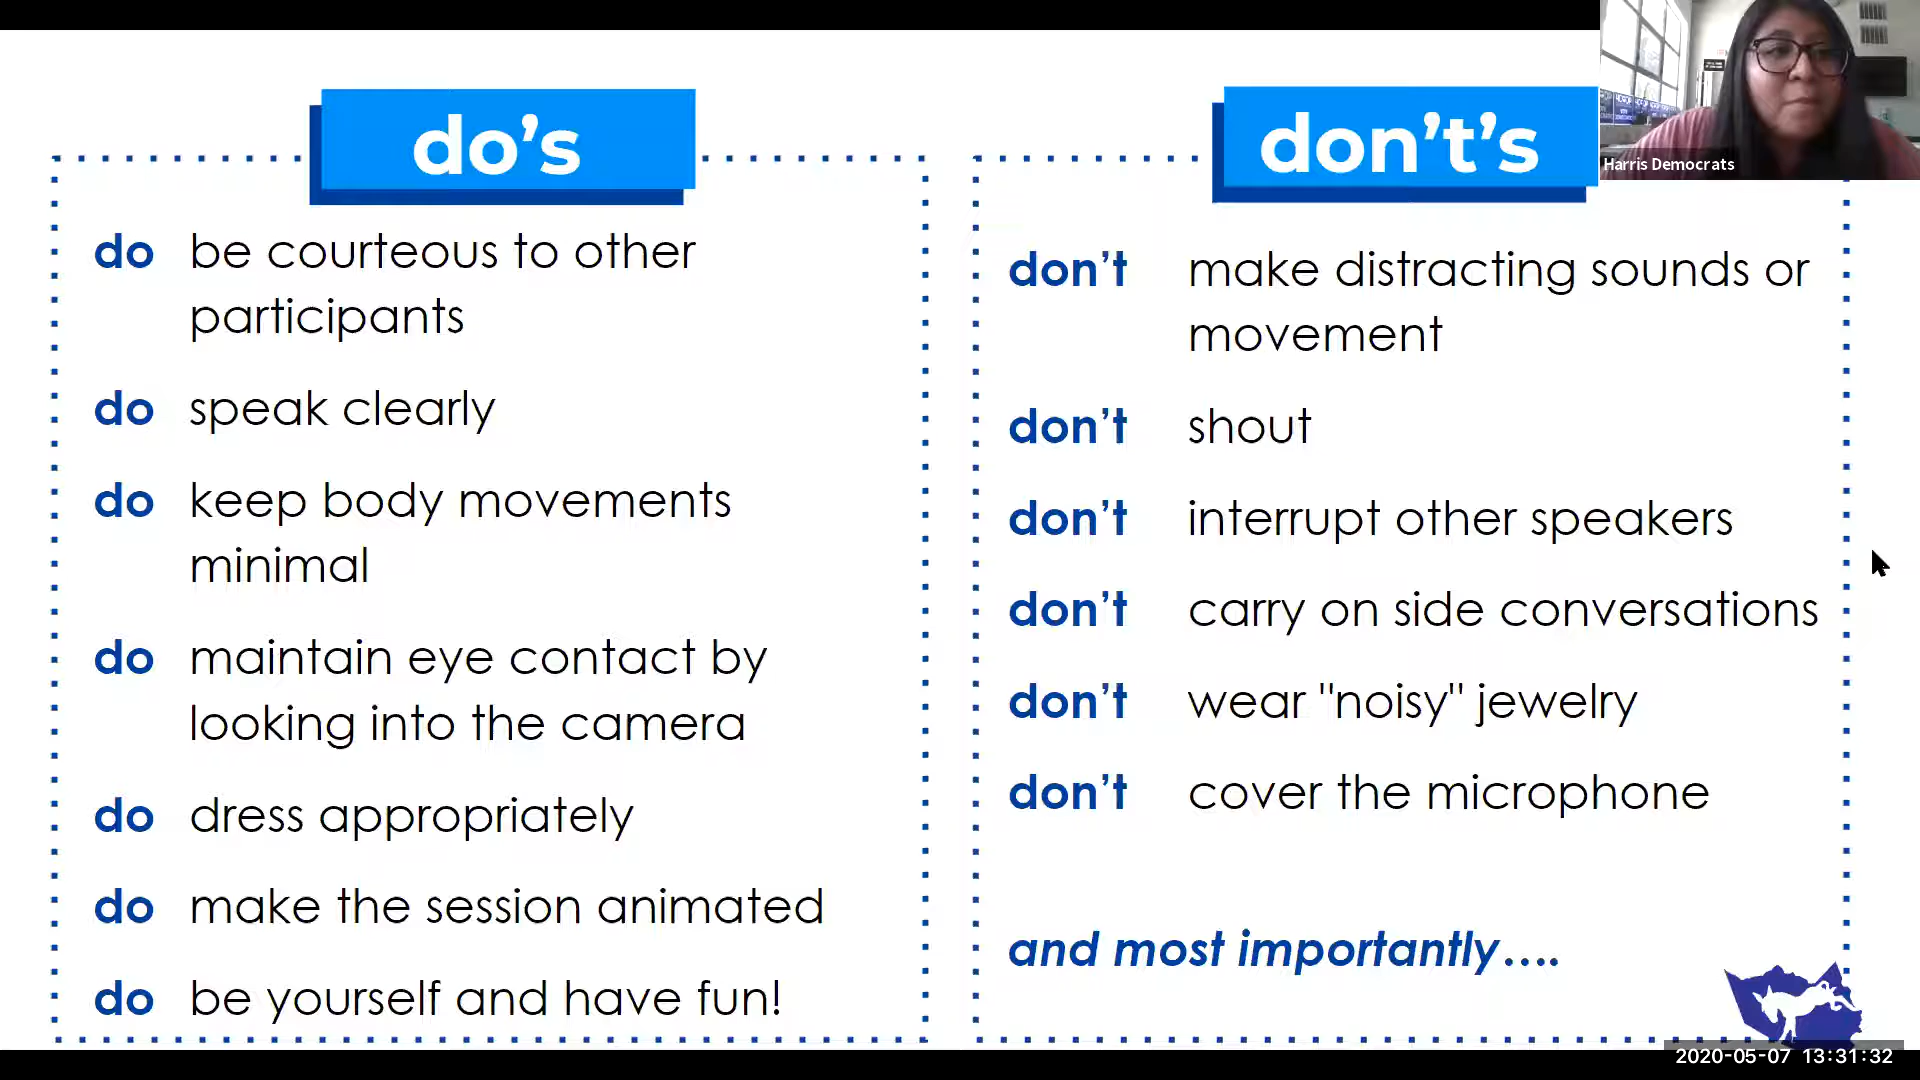 do's
do be courteous to other
participants
do speak clearly
do keep body movements
minimal
do maintain eye contact by
looking into the camera
do dress appropriately
do make the session animated
do be yourself and have fun!
don't's
don't make distracting sounds or
movement
don't shout
don't interrupt other speakers
don't carry on side conversations
don't wear "noisy" jewelry
don't cover the microphone
and most importantly....
Harris Democrats
2020-05-07 13:31:32